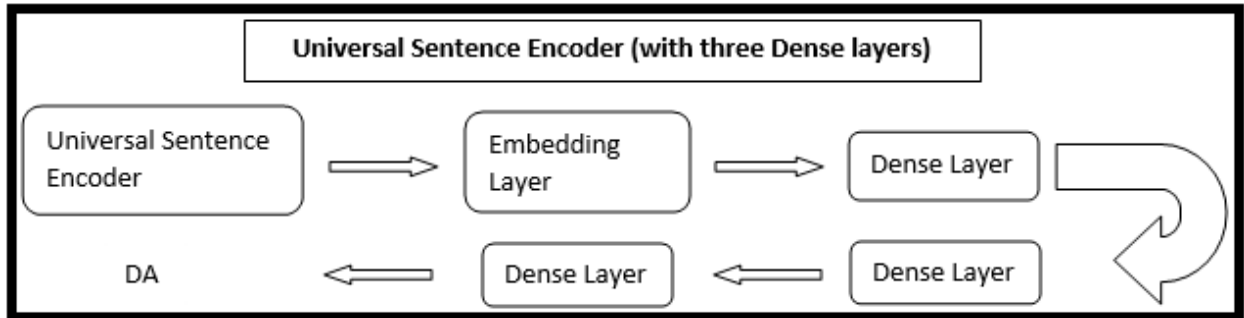 Universal Sentence Encoder (with three Dense layers)
Universal Sentence
Encoder
Embedding
Layer
Dense Layer
Dense Layer
Dense Layer
DA